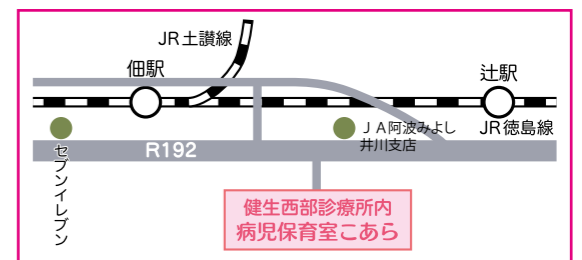 JR土讃線
佃駅
辻駅
ＪＡ阿波みよし
井川支店
JR徳島線
セブンイレブン
R192
健生西部診療所内
病児保育室こあら